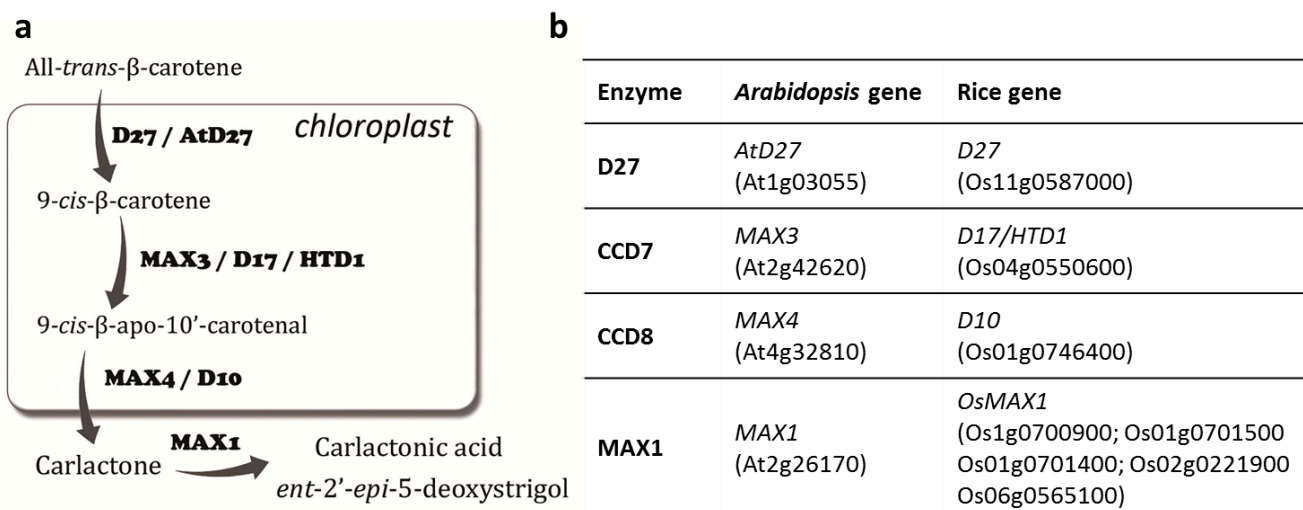 a
All-trans-β-carotene
chloroplast
D27 / AtD27
9-cis-β-carotene
MAX3 / D17 / HTD1
9-cis-β-apo-10’-carotenal
MAX4 / D10
MAX1
Carlactone
Carlactonic acid
ent-2’-epi-5-deoxystrigol
b
Enzyme Arabidopsis gene Rice gene
D27
AtD27
(At1g03055)
D27
(Os11g0587000)
CCD7
MAX3
(At2g42620)
D17/HTD1
(Os04g0550600)
CCD8
MAX4
(At4g32810)
D10
(Os01g0746400)
MAX1
MAX1
(At2g26170)
OsMAX1
(Os1g0700900; Os01g0701500
Os01g0701400; Os02g0221900
Os06g0565100)